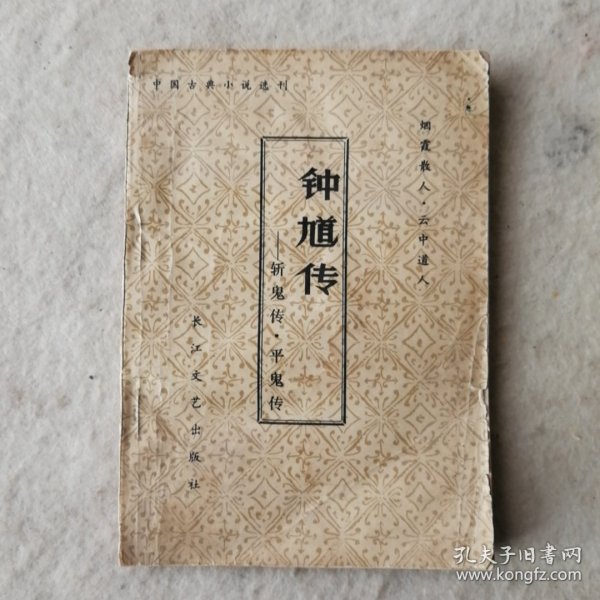 中国古典小说选刊
烟霞散人·云中道人
钟馗传
——斩鬼传·平鬼传
长江文艺出版社
孔夫子旧书网
www.kongfz.com